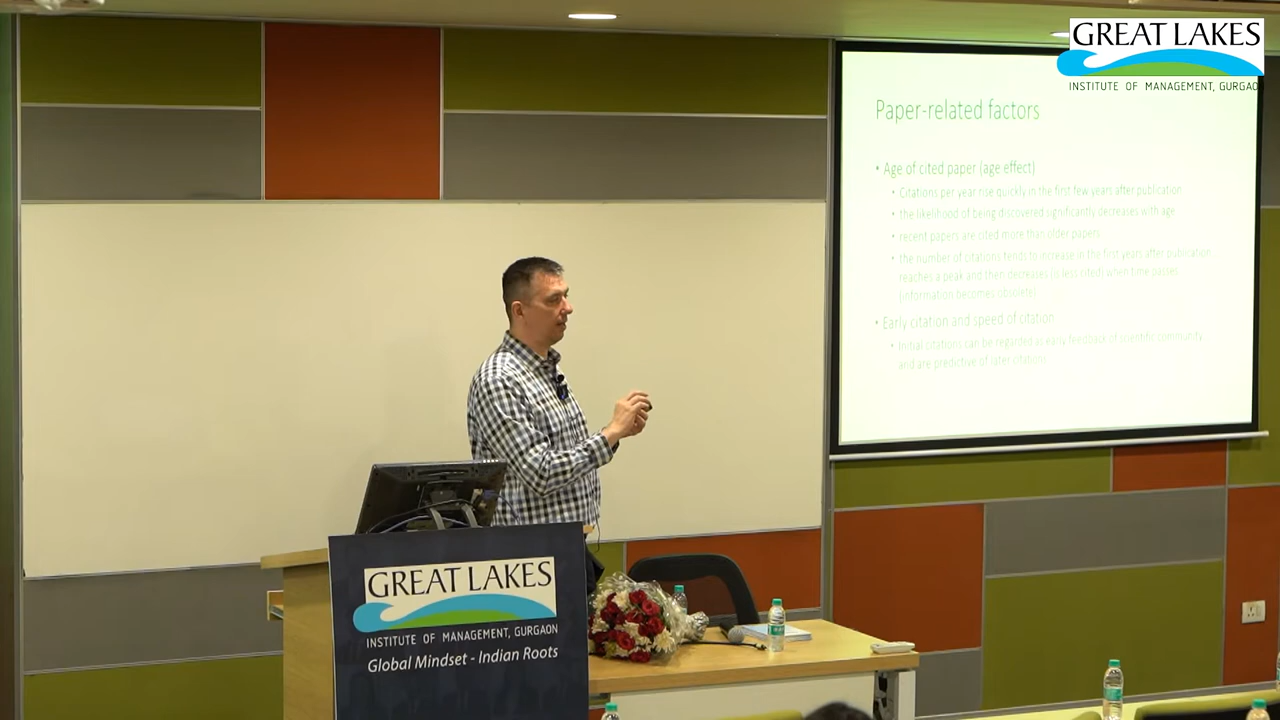 GREAT LAKES
INSTITUTE OF MANAGEMENT, GURGAON
Paper-related factors
• Age of cited paper (age effect)
• Citations per year rise quickly in the first few years after publication
• the likelihood of being discovered significantly decreases with age
• recent papers are cited more than older papers
• the number of citations tends to increase in the first years after publication
reaches a peak and then decreases (is less cited) when time passes
(information becomes obsolete)
• Early citation and speed of citation
• Initial citations can be regarded as early feedback of scientific community
and are predictive of later citations
GREAT LAKES
INSTITUTE OF MANAGEMENT, GURGAON
Global Mindset - Indian Roots